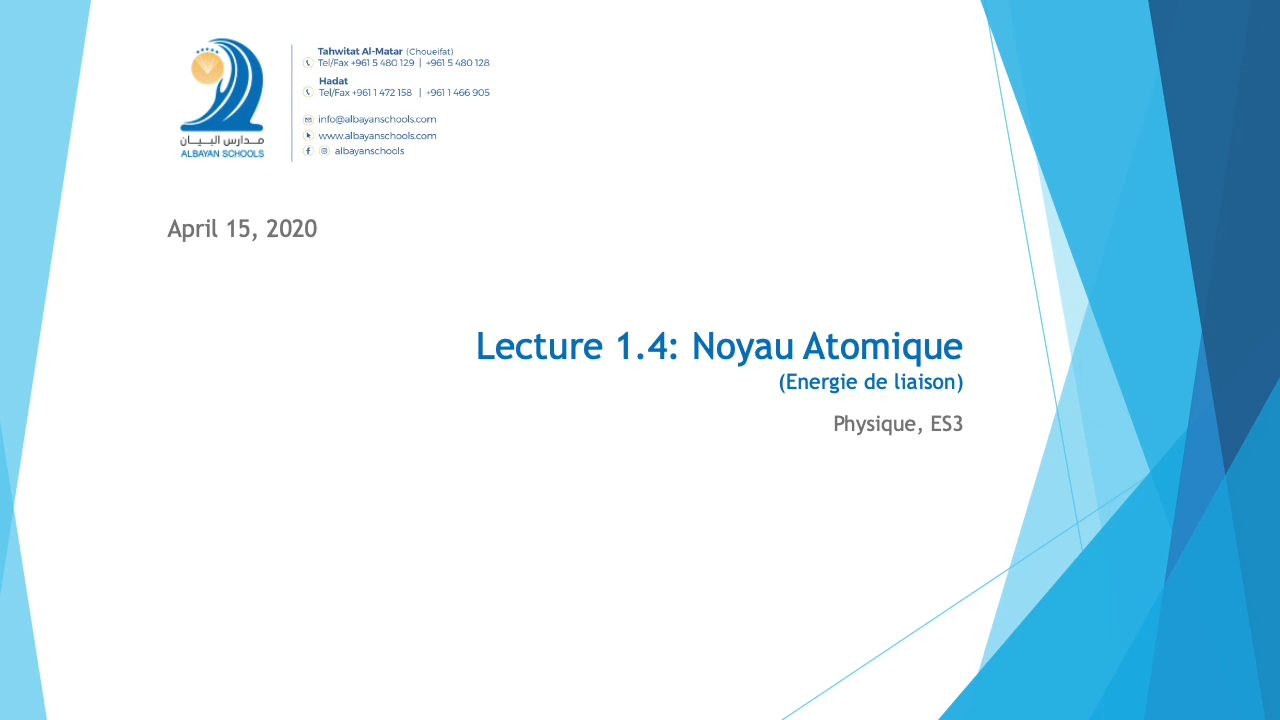 Tahwitat Al-Matar (Choueifat)
Tel/Fax +961 5 480 129 | +961 5 480 128
Hadat
Tel/Fax +961 1 472 158 | +961 1 466 905
info@albayanschools.com
www.albayanschools.com
albayanschools
مدارس البيان
ALBAYAN SCHOOLS
April 15, 2020
Lecture 1.4: Noyau Atomique
(Energie de liaison)
Physique, ES3